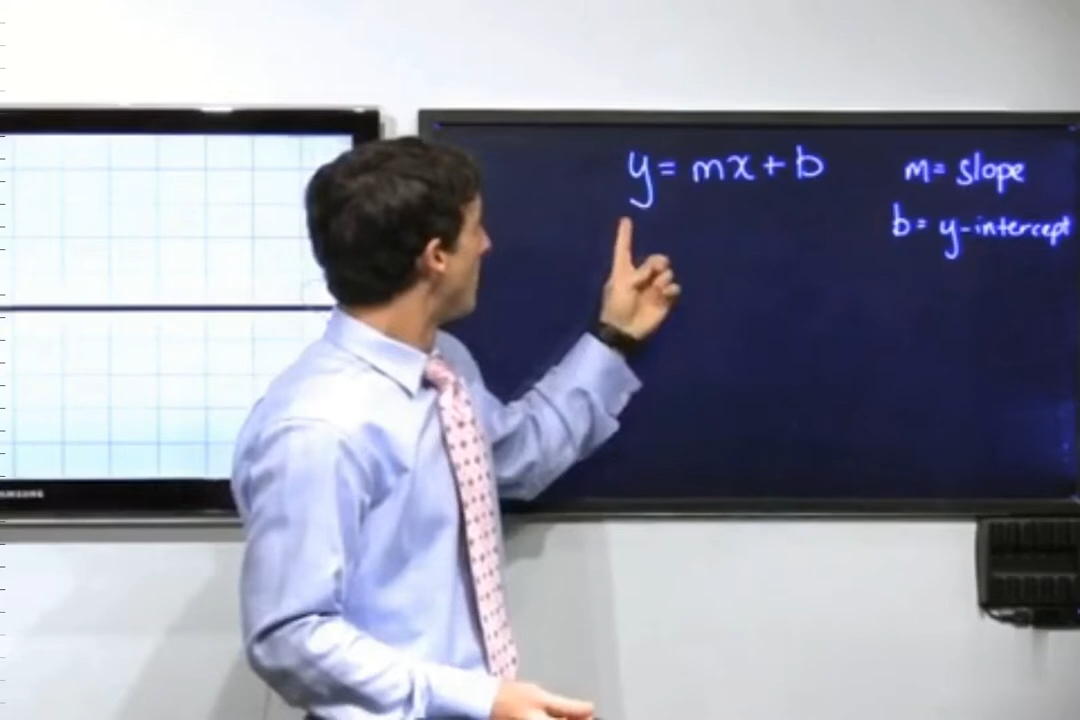 y = mx + b
m = slope
b = y-intercept
SAMSUNG